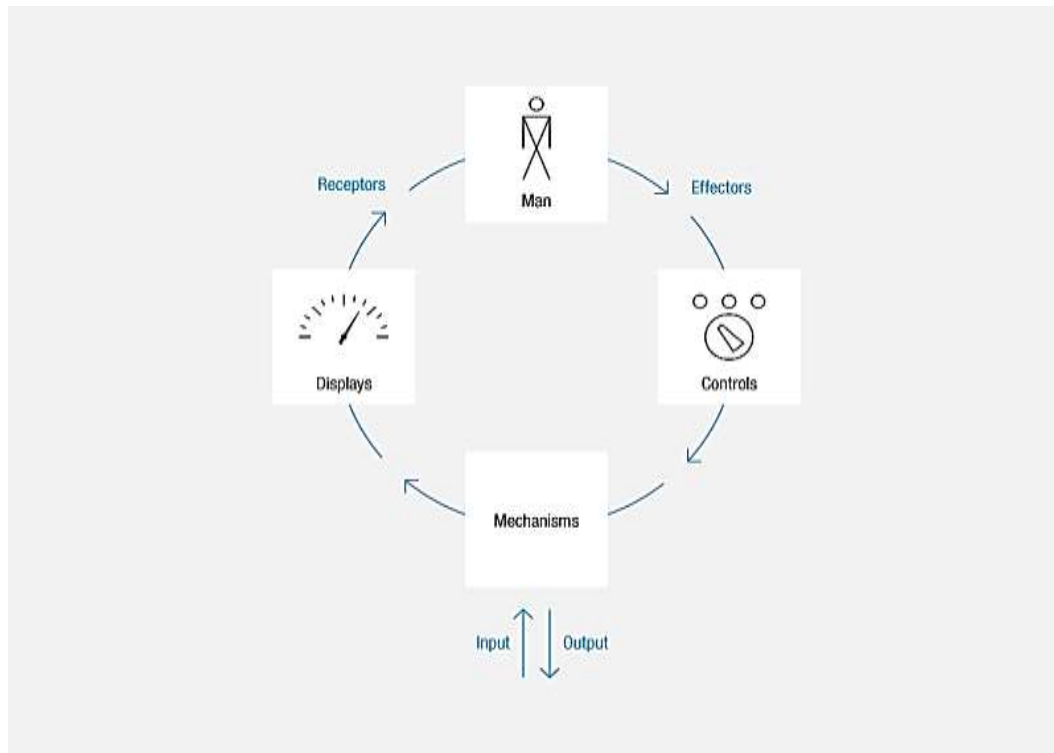 Man
Receptors
Effectors
Displays
Controls
Mechanisms
Input
Output